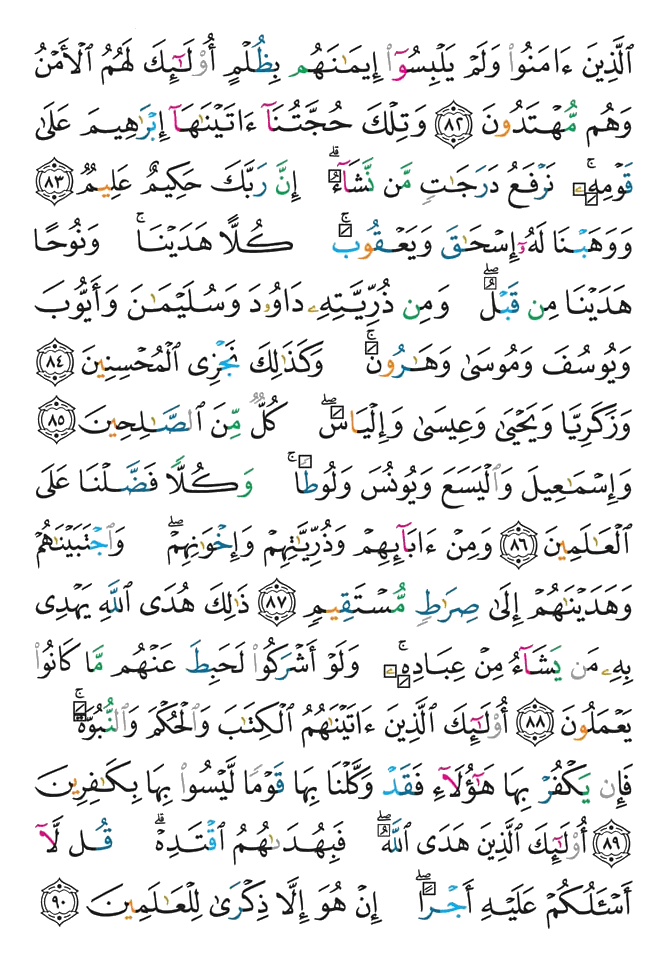 ٱلَّذِينَ ءَامَنُوا۟ وَلَمْ يَلْبِسُوٓا۟ إِيمَـٰنَهُم بِظُلْمٍ أُو۟لَـٰٓئِكَ لَهُمُ ٱلْأَمْنُ
وَهُم مُّهْتَدُونَ ٨٢ وَتِلْكَ حُجَّتُنَآ ءَاتَيْنَـٰهَآ إِبْرَٰهِيمَ عَلَىٰ
قَوْمِهِۦ ۚ نَرْفَعُ دَرَجَـٰتٍ مَّن نَّشَآءُ ۗ إِنَّ رَبَّكَ حَكِيمٌ عَلِيمٌ ٨٣
وَوَهَبْنَا لَهُۥٓ إِسْحَـٰقَ وَيَعْقُوبَ ۚ كُلًّا هَدَيْنَا ۚ وَنُوحًا
هَدَيْنَا مِن قَبْلُ ۖ وَمِن ذُرِّيَّتِهِۦ دَاوُۥدَ وَسُلَيْمَـٰنَ وَأَيُّوبَ
وَيُوسُفَ وَمُوسَىٰ وَهَـٰرُونَ ۚ وَكَذَٰلِكَ نَجْزِى ٱلْمُحْسِنِينَ ٨٤
وَزَكَرِيَّا وَيَحْيَىٰ وَعِيسَىٰ وَإِلْيَاسَ ۖ كُلٌّ مِّنَ ٱلصَّـٰلِحِينَ ٨٥
وَإِسْمَـٰعِيلَ وَٱلْيَسَعَ وَيُونُسَ وَلُوطًا ۚ وَكُلًّا فَضَّلْنَا عَلَى
ٱلْعَـٰلَمِينَ ٨٦ وَمِنْ ءَابَآئِهِمْ وَذُرِّيَّـٰتِهِمْ وَإِخْوَٰنِهِمْ ۖ وَٱجْتَبَيْنَـٰهُمْ
وَهَدَيْنَـٰهُمْ إِلَىٰ صِرَٰطٍ مُّسْتَقِيمٍ ٨٧ ذَٰلِكَ هُدَى ٱللَّهِ يَهْدِى
بِهِۦ مَن يَشَآءُ مِنْ عِبَادِهِۦ ۚ وَلَوْ أَشْرَكُوا۟ لَحَبِطَ عَنْهُم مَّا كَانُوا۟
يَعْمَلُونَ ٨٨ أُو۟لَـٰٓئِكَ ٱلَّذِينَ ءَاتَيْنَـٰهُمُ ٱلْكِتَـٰبَ وَٱلْحُكْمَ وَٱلنُّبُوَّةَ ۚ
فَإِن يَكْفُرْ بِهَا هَـٰٓؤُلَآءِ فَقَدْ وَكَّلْنَا بِهَا قَوْمًا لَّيْسُوا۟ بِهَا بِكَـٰفِرِينَ
٨٩ أُو۟لَـٰٓئِكَ ٱلَّذِينَ هَدَى ٱللَّهُ ۖ فَبِهُدَىٰهُمُ ٱقْتَدِهْ ۗ قُل لَّآ
أَسْـَٔلُكُمْ عَلَيْهِ أَجْرًا ۖ إِنْ هُوَ إِلَّا ذِكْرَىٰ لِلْعَـٰلَمِينَ ٩٠